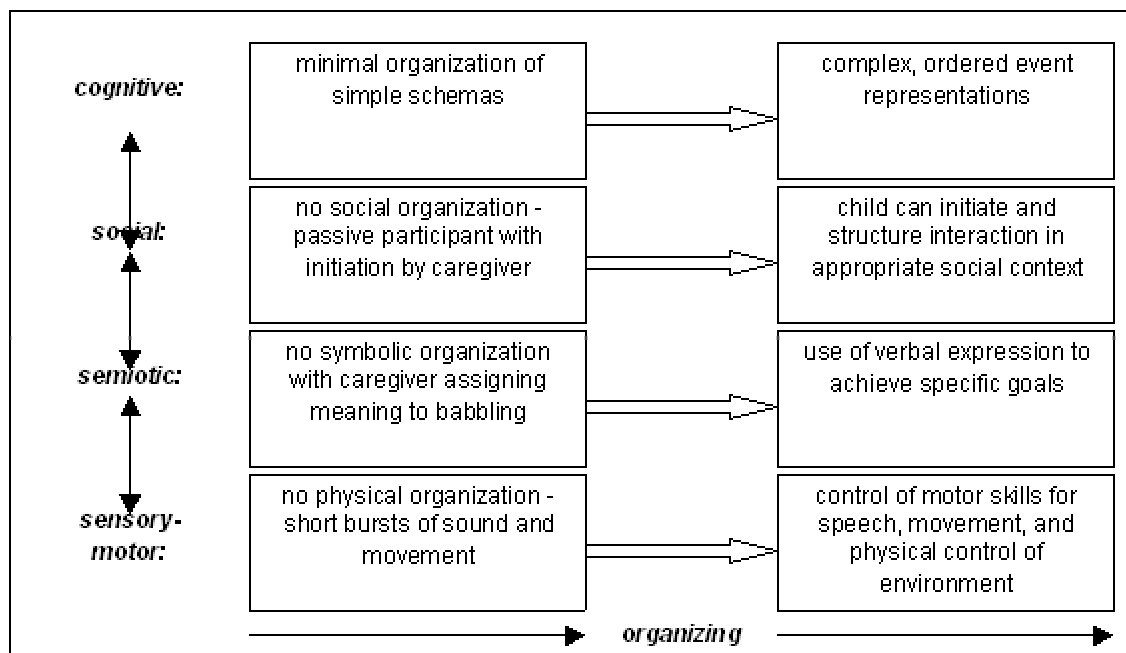 cognitive:
minimal organization of
simple schemas
complex, ordered event
representations
social:
no social organization -
passive participant with
initiation by caregiver
child can initiate and
structure interaction in
appropriate social context
semiotic:
no symbolic organization
with caregiver assigning
meaning to babbling
use of verbal expression to
achieve specific goals
sensory-
motor:
no physical organization -
short bursts of sound and
movement
control of motor skills for
speech, movement, and
physical control of
environment
organizing